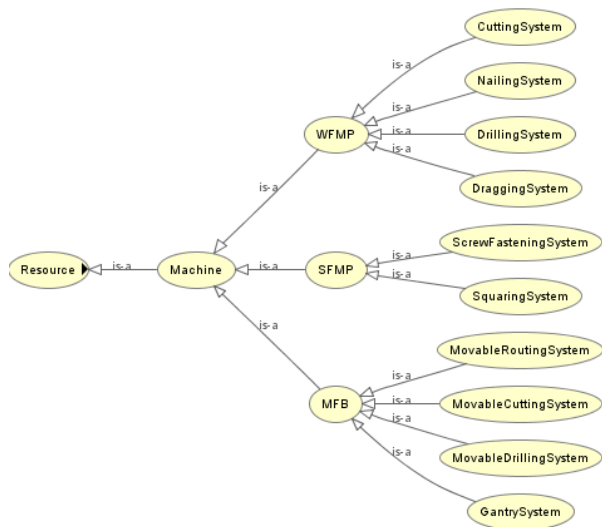 CuttingSystem
is-a
NailingSystem
is-a
WFMP
is-a
DrillingSystem
is-a
DraggingSystem
is-a
ScrewFasteningSystem
is-a
Resource
is-a
Machine
is-a
SFMP
is-a
SquaringSystem
is-a
MovableRoutingSystem
is-a
MFB
is-a
MovableCuttingSystem
is-a
MovableDrillingSystem
is-a
GantrySystem